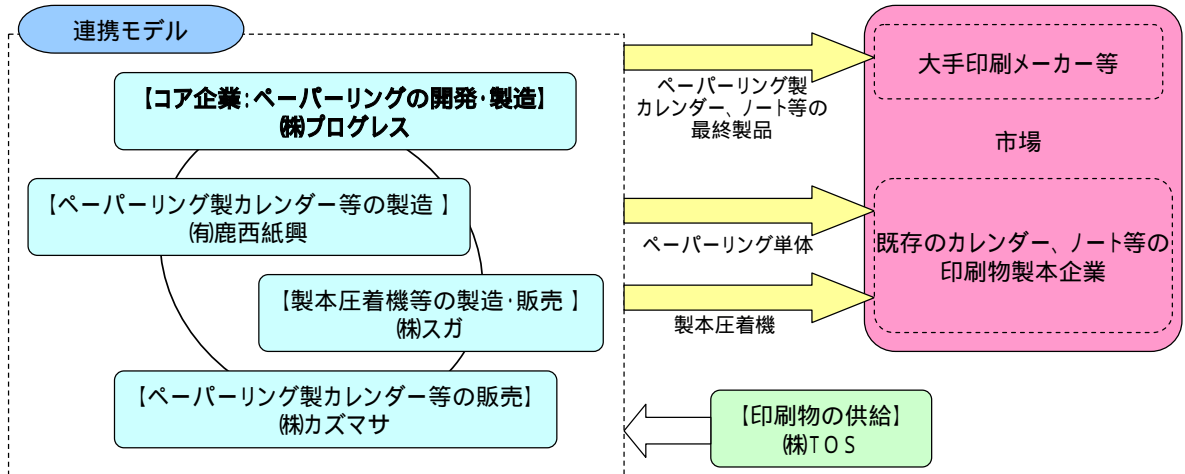 連携モデル
【コア企業:ペーパーリングの開発･製造】
㈱プログレス
【ペーパーリング製カレンダー等の製造 】
㈲鹿西紙興
【製本圧着機等の製造･販売 】
㈱スガ
【ペーパーリング製カレンダー等の販売】
㈱カズマサ
ペーパーリング製
カレンダー、ノート等の
最終製品
ペーパーリング単体
製本圧着機
大手印刷メーカー等
市場
既存のカレンダー、ノート等の
印刷物製本企業
【印刷物の供給】
㈱TOS